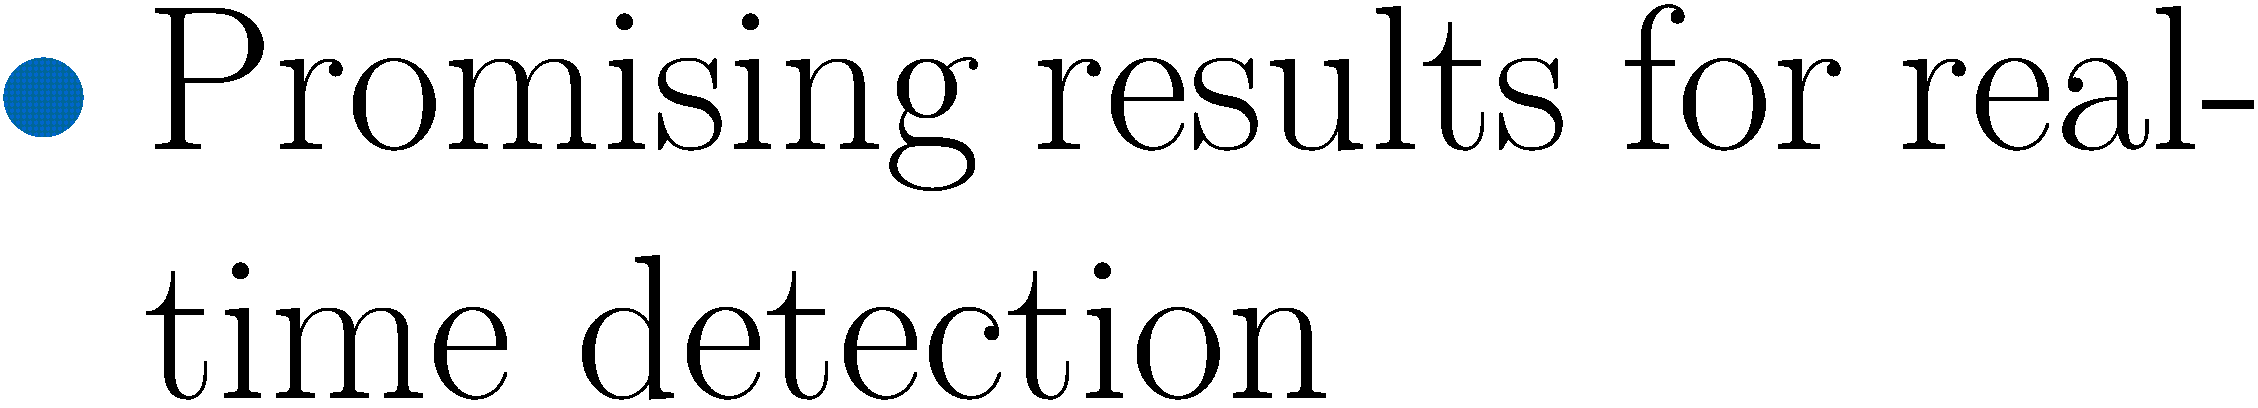 • Promising results for real-
time detection